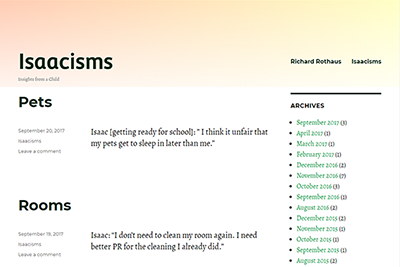 Isaacisms
Insights from a Child
Richard Rothaus Isaacisms
Pets
September 20, 2017
Isaacisms
Leave a comment
Isaac [getting ready for school]: " I think it unfair that
my pets get to sleep in later than me."
Rooms
September 19, 2017
Isaacisms
Leave a comment
Isaac: "I don't need to clean my room again. I need
better PR for the cleaning I already did."
ARCHIVES
September 2017 (3)
April 2017 (1)
March 2017 (1)
February 2017 (1)
December 2016 (2)
November 2016 (7)
October 2016 (3)
September 2016 (1)
August 2016 (2)
December 2015 (2)
November 2015 (1)
October 2015 (1)
September 2015 (1)
August 2015 (2)